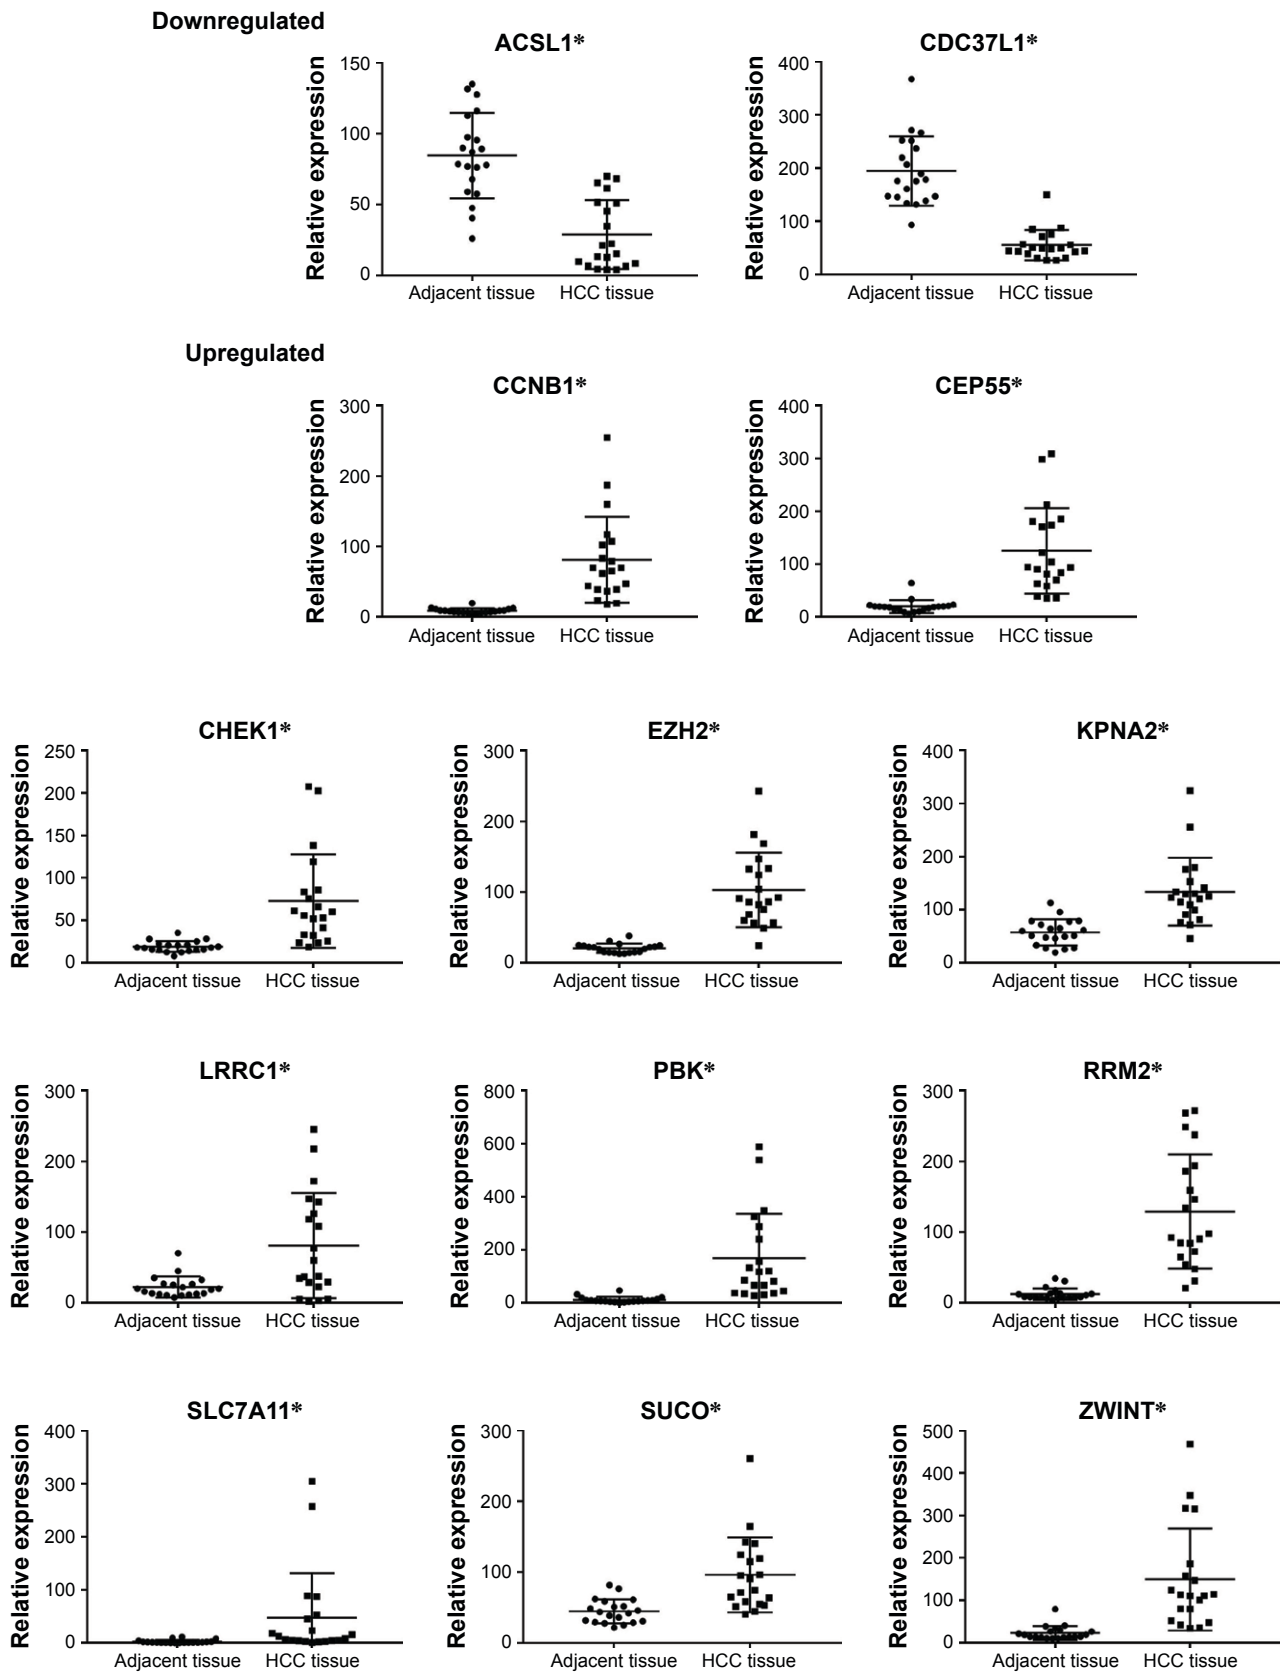 Downregulated
ACSL1*
CDC37L1*
Relative expression
150
100
50
0
Adjacent tissue
HCC tissue
Relative expression
400
300
200
100
0
Adjacent tissue
HCC tissue
Upregulated
CCNB1*
CEP55*
Relative expression
300
200
100
0
Adjacent tissue
HCC tissue
Relative expression
400
300
200
100
0
Adjacent tissue
HCC tissue
CHEK1*
EZH2*
KPNA2*
Relative expression
250
200
150
100
50
0
Adjacent tissue
HCC tissue
Relative expression
300
200
100
0
Adjacent tissue
HCC tissue
Relative expression
400
300
200
100
0
Adjacent tissue
HCC tissue
LRRC1*
PBK*
RRM2*
Relative expression
300
200
100
0
Adjacent tissue
HCC tissue
Relative expression
800
600
400
200
0
Adjacent tissue
HCC tissue
Relative expression
300
200
100
0
Adjacent tissue
HCC tissue
SLC7A11*
SUCO*
ZWINT*
Relative expression
400
300
200
100
0
Adjacent tissue
HCC tissue
Relative expression
300
200
100
0
Adjacent tissue
HCC tissue
Relative expression
500
400
300
200
100
0
Adjacent tissue
HCC tissue